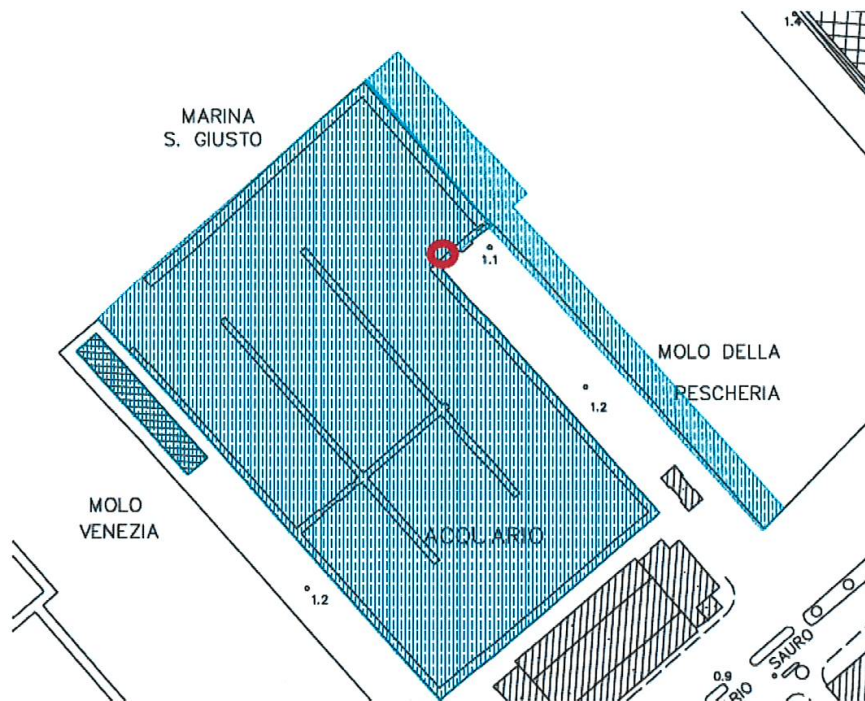 1.4
MARINA
S. GIUSTO
1.1
MOLO DELLA
PESCHERIA
1.2
MOLO
VENEZIA
ACQUARIO
1.2
SAURO
0.9
RIO